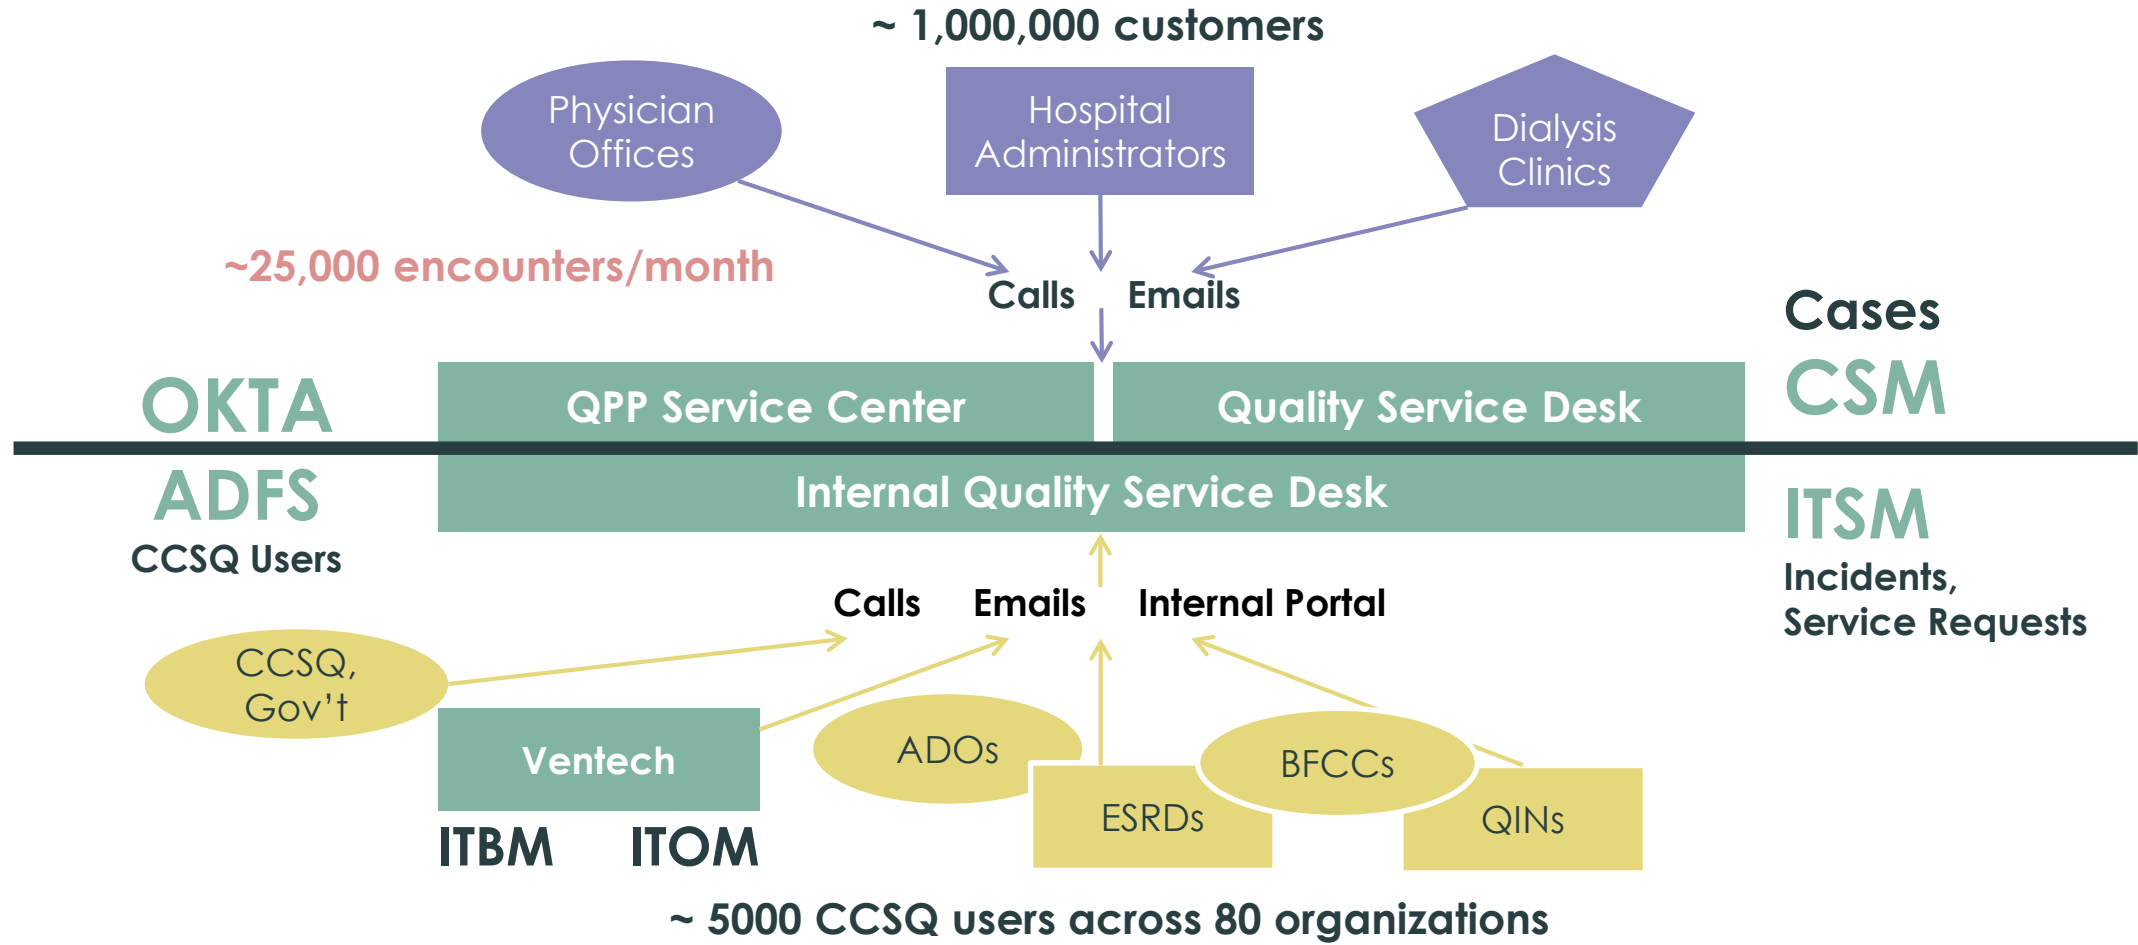 ~ 1,000,000 customers
Physician
Offices
Hospital
Administrators
Dialysis
Clinics
~25,000 encounters/month
Calls
Emails
Cases
OKTA
QPP Service Center
Quality Service Desk
CSM
ADFS
Internal Quality Service Desk
ITSM
CCSQ Users
Incidents,
Service Requests
Calls
Emails
Internal Portal
CCSQ,
Gov’t
Ventech
ADOs
BFCCs
ESRDs
QINs
ITBM
ITOM
~ 5000 CCSQ users across 80 organizations